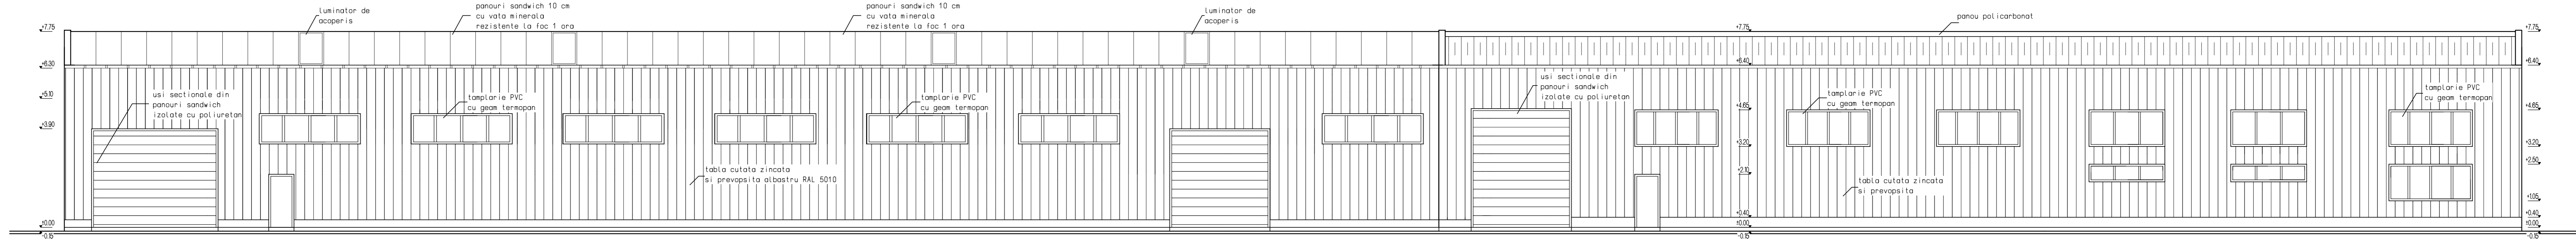 luminator de
acoperis
panouri sandwich 10 cm
cu vata minerala
rezistente la foc 1 ora
panouri sandwich 10 cm
cu vata minerala
rezistente la foc 1 ora
luminator de
acoperis
panou policarbonat
+7.75
+6.30
+5.10
+3.90
±0.00
-0.15
usi sectionale din
panouri sandwich
izolate cu poliuretan
tamplarie PVC
cu geam termopan
tabla cutata zincata
si prevopsita albastru RAL 5010
tamplarie PVC
cu geam termopan
usi sectionale din
panouri sandwich
izolate cu poliuretan
+7.75
+6.40
+4.65
+3.20
+2.10
+0.40
±0.00
-0.15
tamplarie PVC
cu geam termopan
tabla cutata zincata
si prevopsita
tamplarie PVC
cu geam termopan
+7.75
+6.40
+4.65
+3.20
+2.50
+1.05
+0.40
±0.00
-0.15